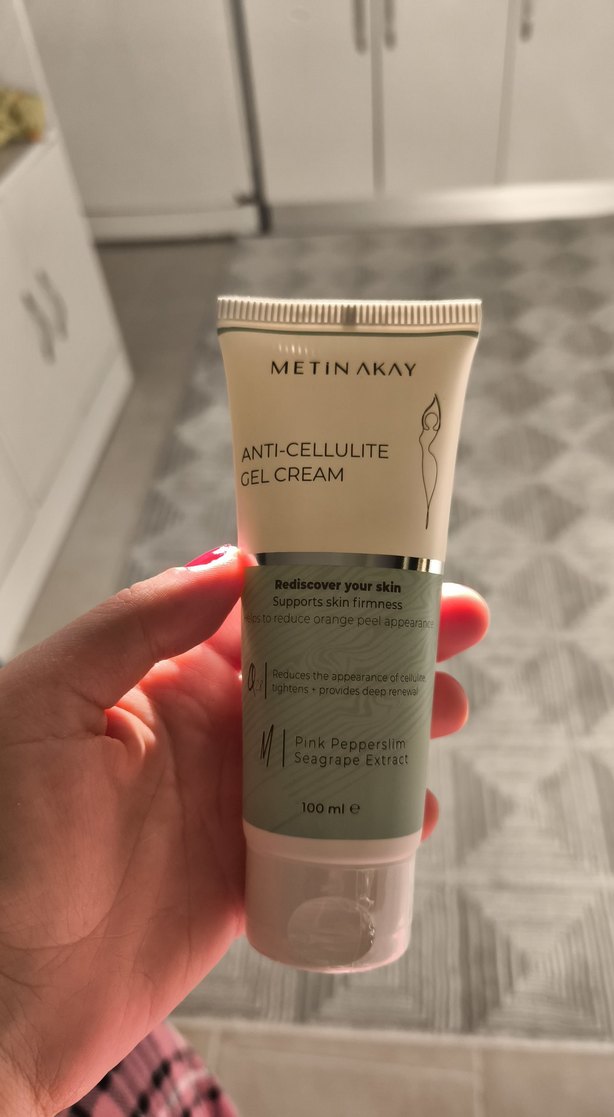 METİN AKAY
ANTI-CELLULITE
GEL CREAM
Rediscover your skin
Supports skin firmness
Helps to reduce orange peel appearance
Reduces the appearance of cellulite,
tightens + provides deep renewal
M
Pink Pepperslim
Seagrape Extract
100 ml ℮